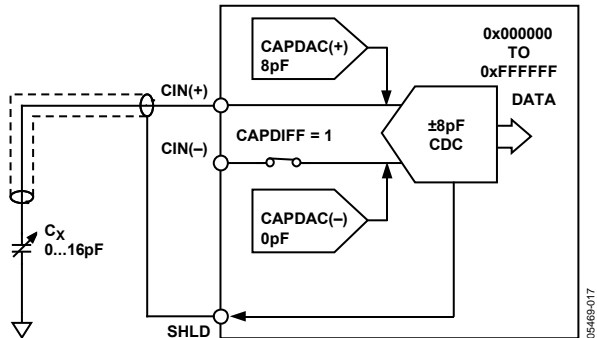 CAPDAC(+)
8pF
0x000000
TO
0xFFFFFF
DATA
CIN(+)
CIN(–)
CAPDIFF = 1
±8pF
CDC
CAPDAC(–)
0pF
CX
0...16pF
SHLD
05469-017